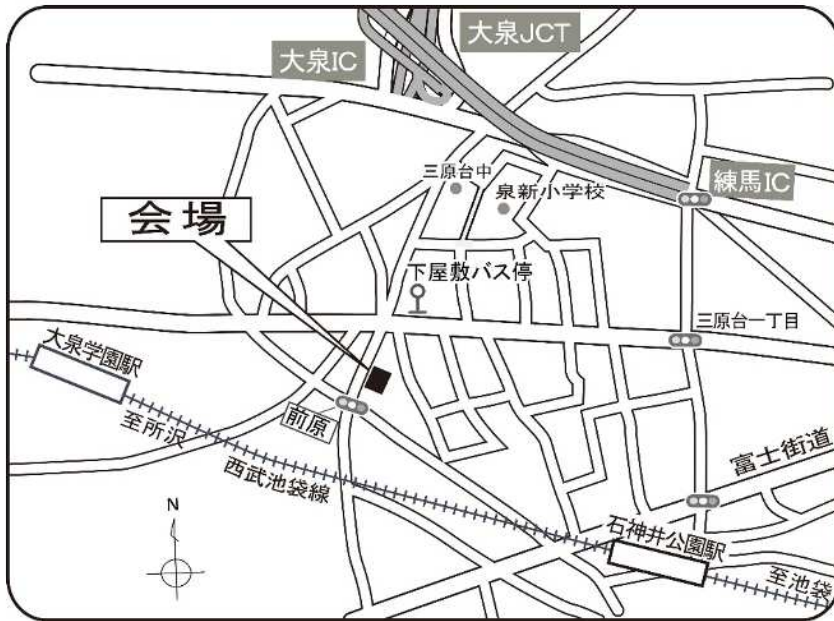 大泉JCT
大泉IC
三原台中
泉新小学校
練馬IC
会場
下屋敷バス停
三原台一丁目
大泉学園駅
至所沢
前原
西武池袋線
富士街道
石神井公園駅
至池袋
N